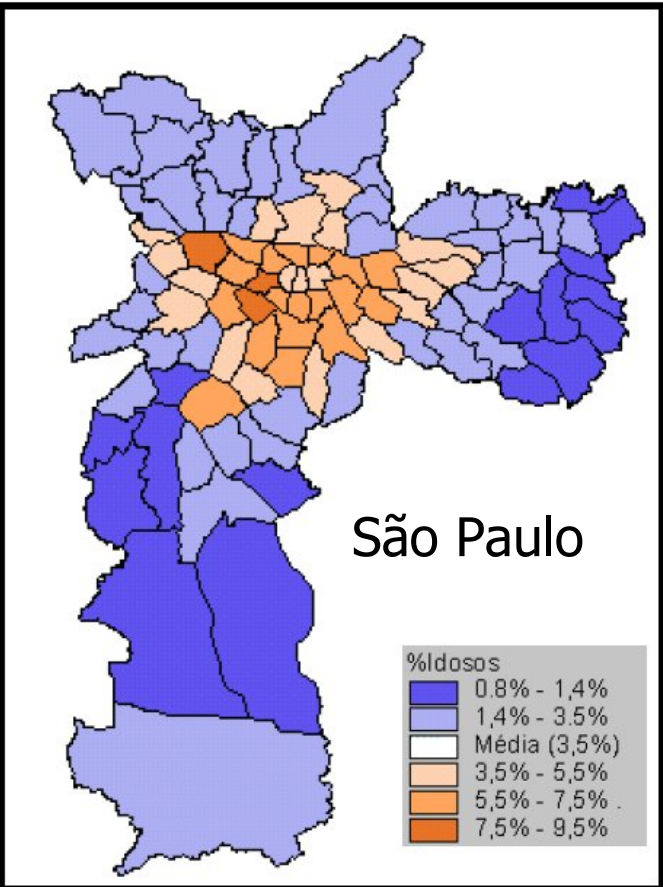 São Paulo
%Idosos
0.8% - 1,4%
1,4% - 3.5%
Média (3,5%)
3,5% - 5,5%
5,5% - 7,5% .
7,5% - 9,5%